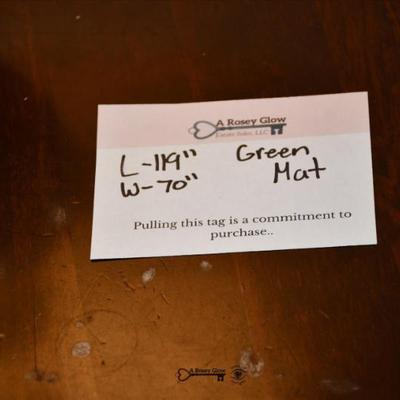 A Rosey Glow
Estate Sales, LLC
L-119" Green
W-70" Mat
Pulling this tag is a commitment to
purchase..
A Rosey Glow